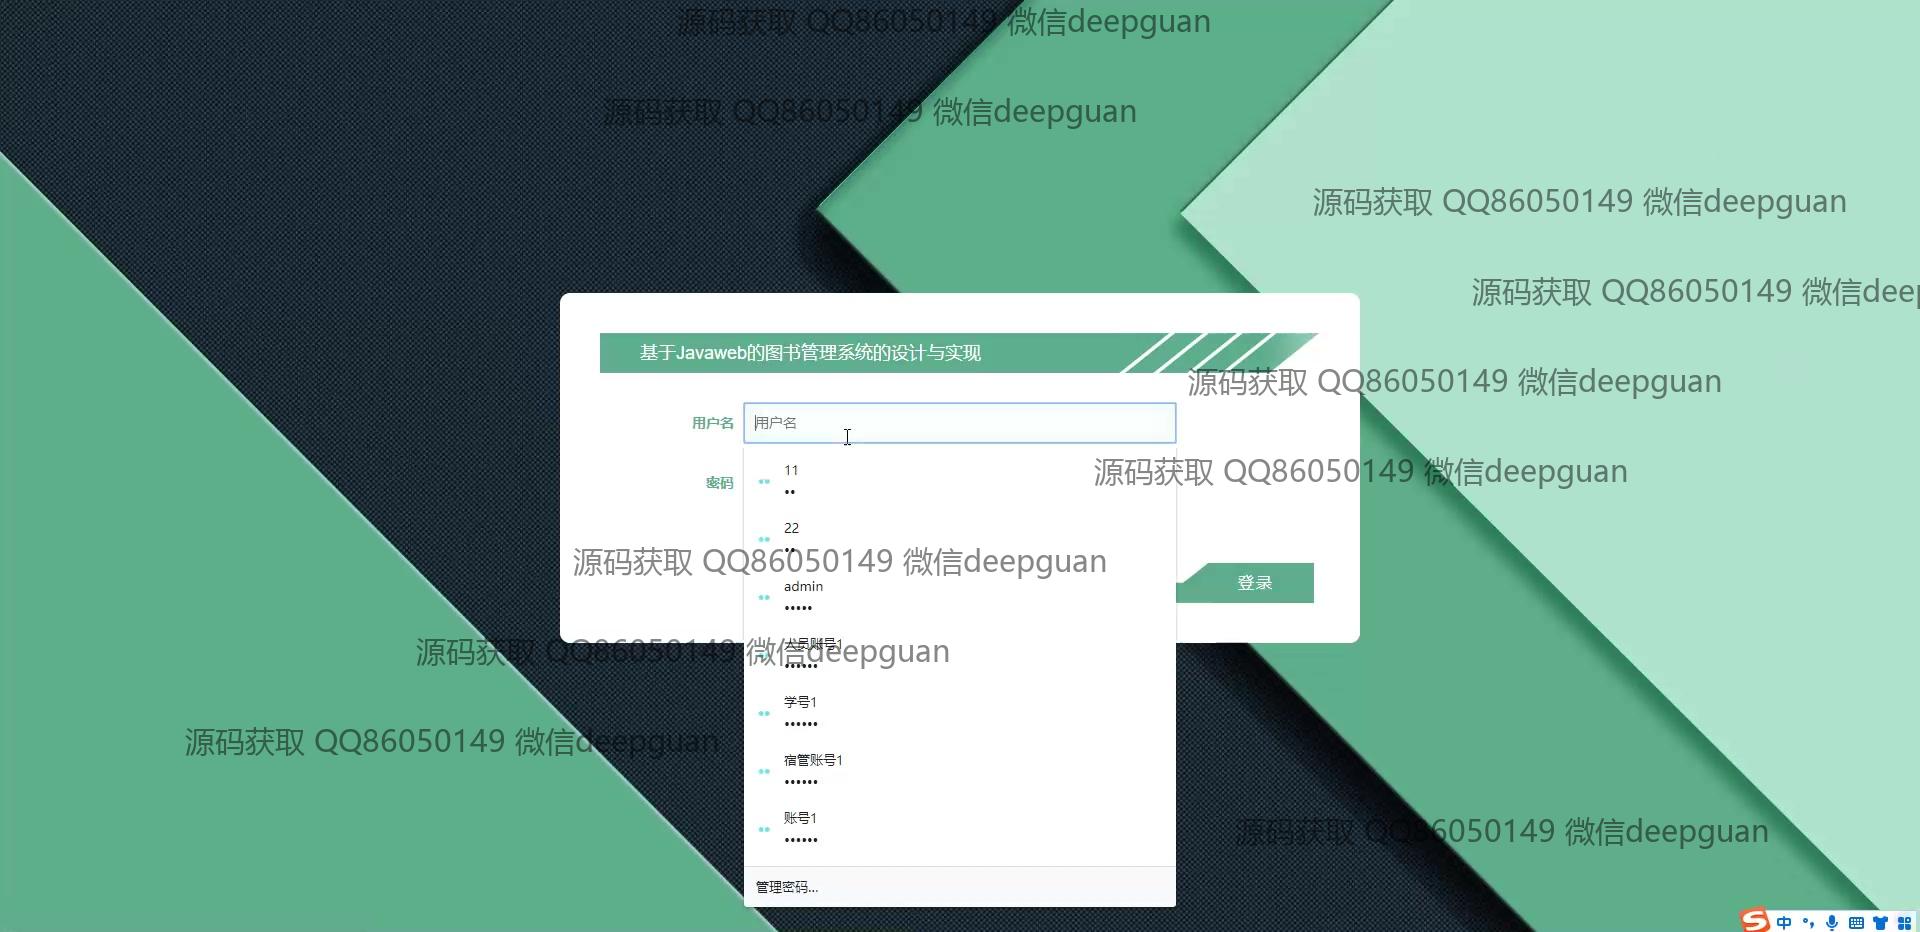 源码获取 QQ86050149 微信deepguan
源码获取 QQ86050149 微信deepguan
源码获取 QQ86050149 微信deepguan
源码获取 QQ86050149 微信deep
基于Javaweb的图书管理系统的设计与实现
源码获取 QQ86050149 微信deepguan
用户名
用户名
密码
11
••
源码获取 QQ86050149 微信deepguan
22
••
源码获取 QQ86050149 微信deepguan
登录
admin
•••••
人员账号1
••••••
源码获取 QQ86050149 微信deepguan
学号1
••••••
源码获取 QQ86050149 微信deepguan
宿管账号1
••••••
账号1
••••••
源码获取 QQ86050149 微信deepguan
管理密码...
中